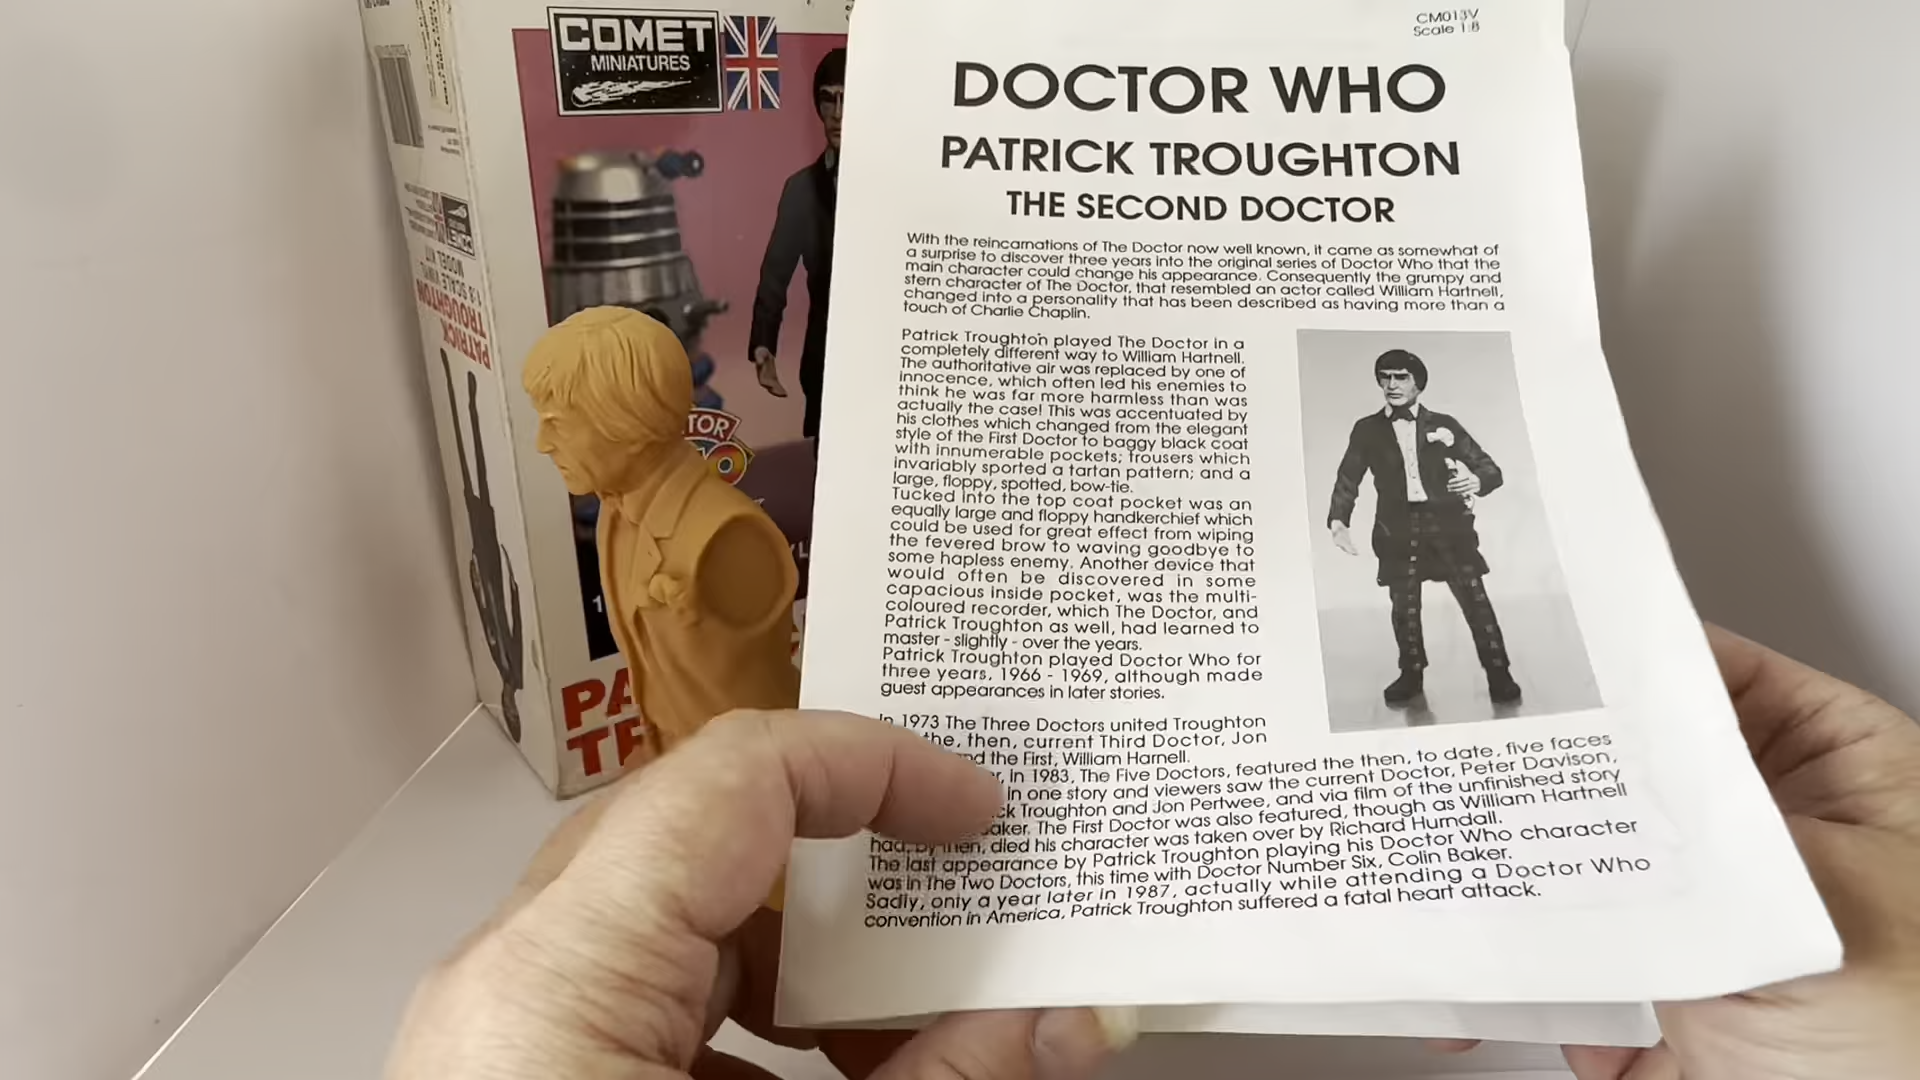 COMET
MINIATURES
TOR
PATRICK
TROUGHTON
1:8 SCALE VINYL
MODEL KIT
PA
TR
CM013V
Scale 1:8
DOCTOR WHO
PATRICK TROUGHTON
THE SECOND DOCTOR
With the reincarnations of The Doctor now well known, it came as somewhat of
a surprise to discover three years into the original series of Doctor Who that the
main character could change his appearance. Consequently the grumpy and
stern character of The Doctor, that resembled an actor called William Hartnell,
changed into a personality that has been described as having more than a
touch of Charlie Chaplin.
Patrick Troughton played The Doctor in a
completely different way to William Hartnell.
The authoritative air was replaced by one of
innocence, which often led his enemies to
think he was far more harmless than was
actually the case! This was accentuated by
his clothes which changed from the elegant
style of the First Doctor to baggy black coat
with innumerable pockets; trousers which
invariably sported a tartan pattern; and a
large, floppy, spotted, bow-tie.
Tucked into the top coat pocket was an
equally large and floppy handkerchief which
could be used for great effect from wiping
the fevered brow to waving goodbye to
some hapless enemy. Another device that
would often be discovered in some
capacious inside pocket, was the multi-
coloured recorder, which The Doctor, and
Patrick Troughton as well, had learned to
master - slightly - over the years.
Patrick Troughton played Doctor Who for
three years, 1966 - 1969, although made
guest appearances in later stories.
In 1973 The Three Doctors united Troughton
the, then, current Third Doctor, Jon
and the First, William Harnell.
in 1983, The Five Doctors, featured the then, to date, five faces
in one story and viewers saw the current Doctor, Peter Davison,
ck Troughton and Jon Pertwee, and via film of the unfinished story
aker. The First Doctor was also featured, though as William Hartnell
had, by then, died his character was taken over by Richard Hurndall.
The last appearance by Patrick Troughton playing his Doctor Who character
was in The Two Doctors, this time with Doctor Number Six, Colin Baker.
Sadly, only a year later in 1987, actually while attending a Doctor Who
convention in America, Patrick Troughton suffered a fatal heart attack.